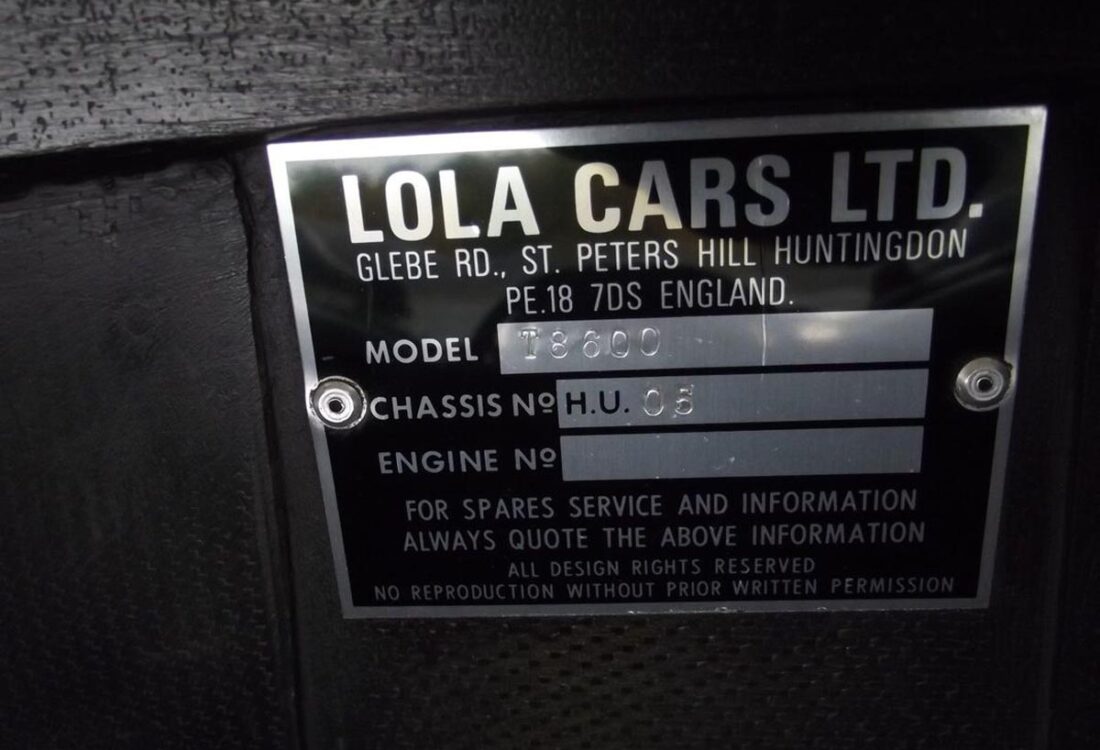 LOLA CARS LTD.
GLEBE RD., ST. PETERS HILL HUNTINGDON
PE.18 7DS ENGLAND.
MODEL T8600
CHASSIS Nº H.U. 05
ENGINE Nº
FOR SPARES SERVICE AND INFORMATION
ALWAYS QUOTE THE ABOVE INFORMATION
ALL DESIGN RIGHTS RESERVED
NO REPRODUCTION WITHOUT PRIOR WRITTEN PERMISSION